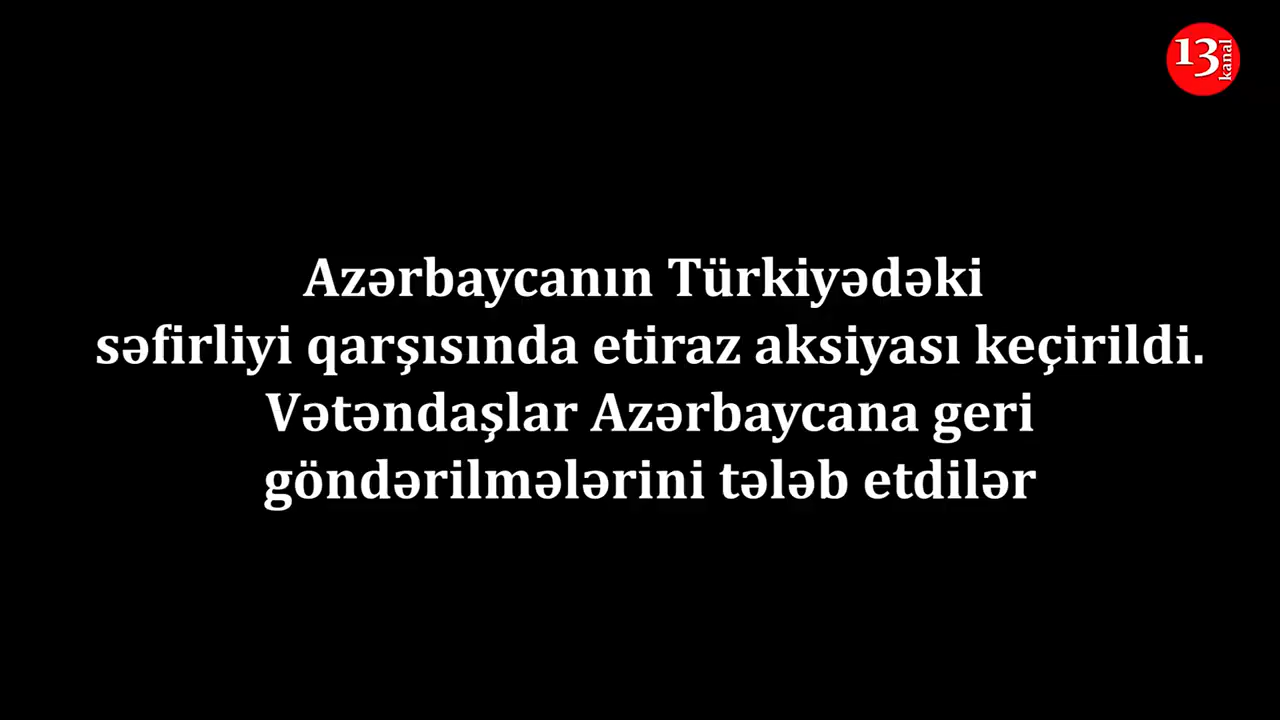 13
kanal
Azərbaycanın Türkiyədəki
səfirliyi qarşısında etiraz aksiyası keçirildi.
Vətəndaşlar Azərbaycana geri
göndərilmələrini tələb etdilər